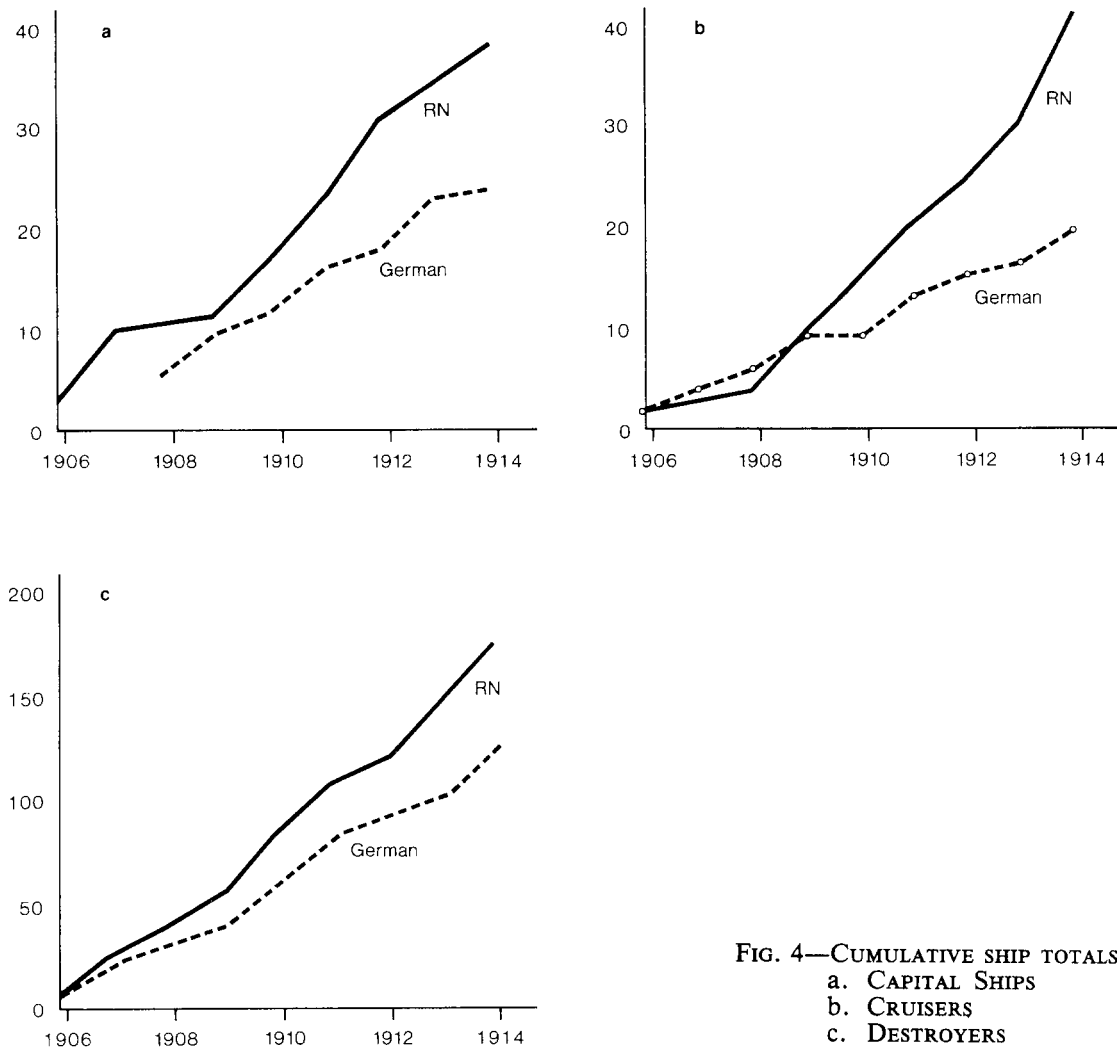 40
a
30
RN
20
German
10
0
1906 1908 1910 1912 1914
40
b
RN
30
20
German
10
0
1906 1908 1910 1912 1914
200
c
150
RN
100
German
50
0
1906 1908 1910 1912 1914
FIG. 4—CUMULATIVE SHIP TOTALS
a. CAPITAL SHIPS
b. CRUISERS
c. DESTROYERS